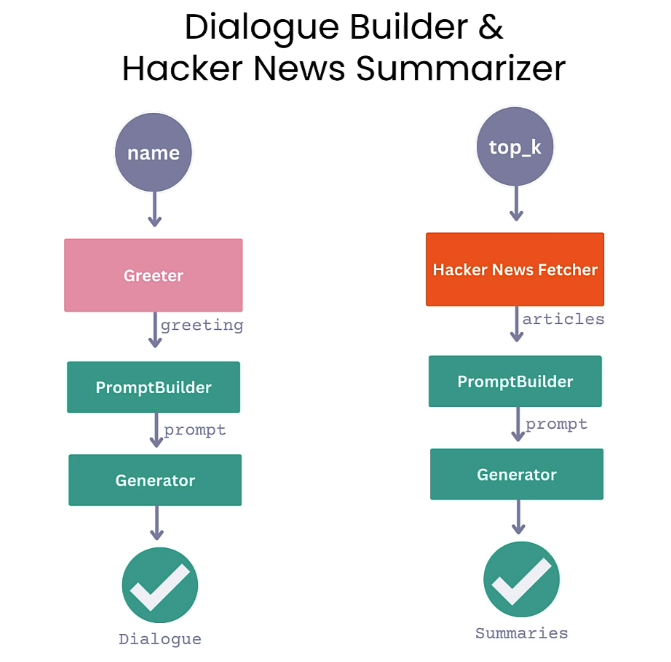 Dialogue Builder &
Hacker News Summarizer
name
Greeter
greeting
PromptBuilder
prompt
Generator
Dialogue
top_k
Hacker News Fetcher
articles
PromptBuilder
prompt
Generator
Summaries